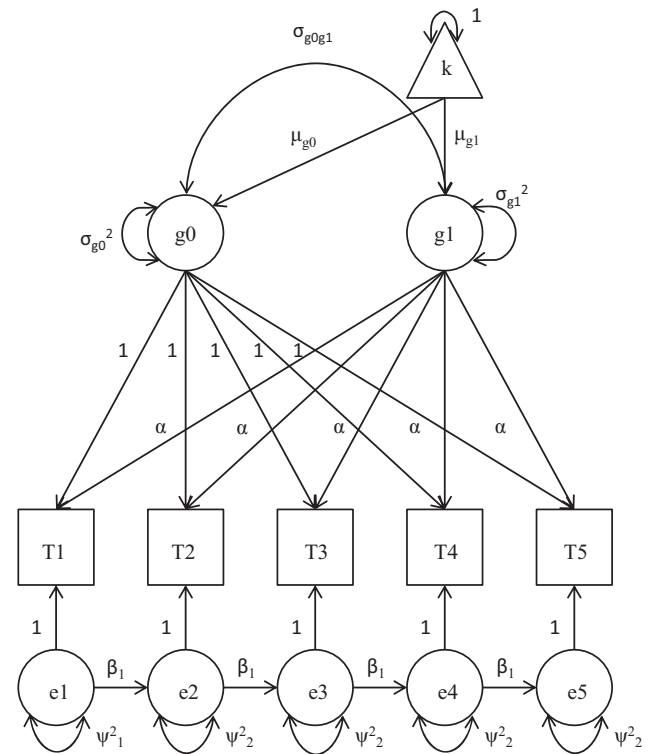 1
σg0g1
k
μg0
μg1
σg1²
σg0²
g0
g1
1 1 1 1 1
α α α α α
T1 T2 T3 T4 T5
1 1 1 1 1
β₁ β₁ β₁ β₁
e1 e2 e3 e4 e5
ψ²₁ ψ²₂ ψ²₂ ψ²₂ ψ²₂